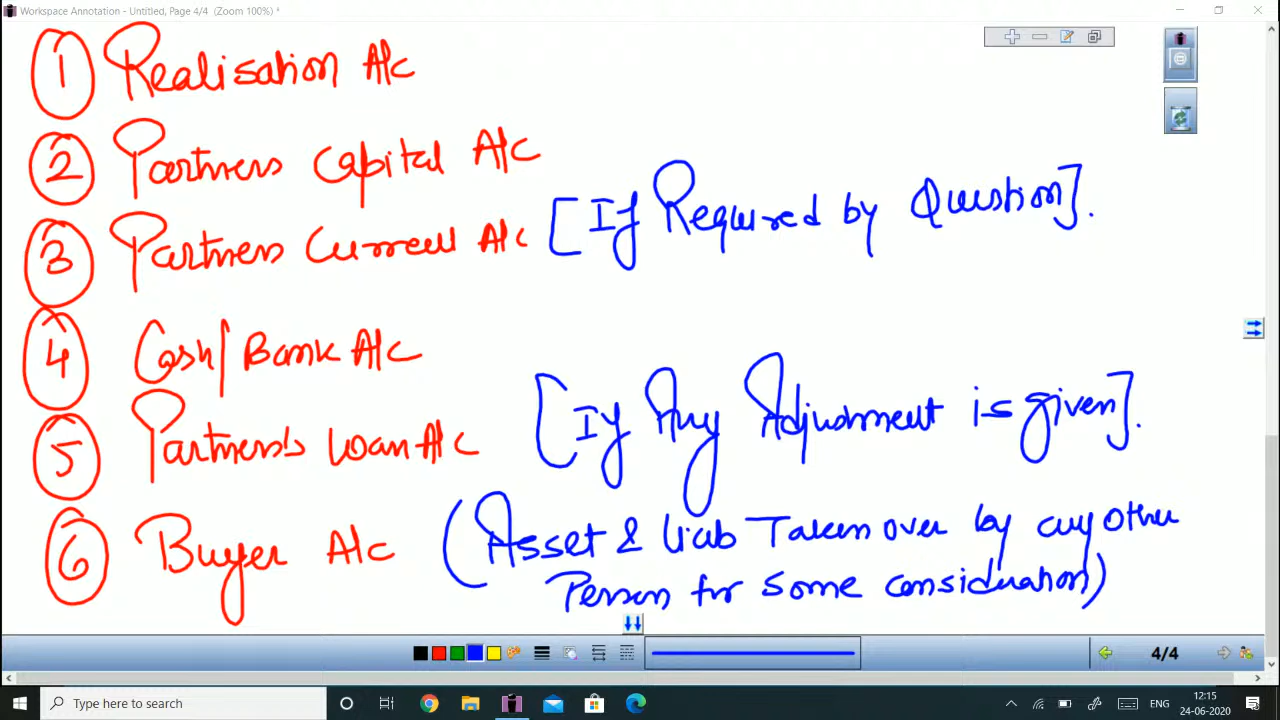 Workspace Annotation - Untitled, Page 4/4 (Zoom 100%) *
1 Realisation A/c
2 Partners Capital A/c
3 Partners Current A/c [If Required by Question].
4 Cash/Bank A/c
5 Partner's Loan A/c [If Any Adjustment is given].
6 Buyer A/c (Asset & Liab Taken over by any other
Person for some consideration)
4/4
Type here to search
ENG
12:15
24-06-2020